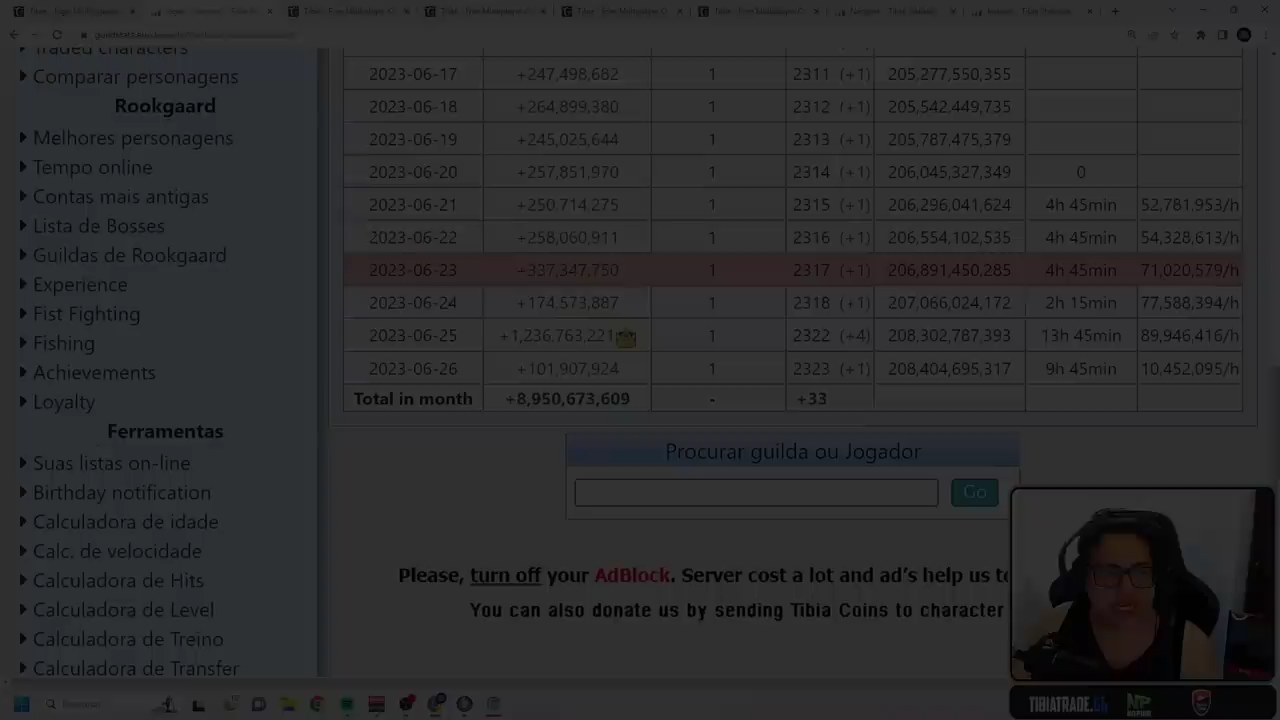 Traded characters
Comparar personagens
Rookgaard
Melhores personagens
Tempo online
Contas mais antigas
Lista de Bosses
Guildas de Rookgaard
Experience
Fist Fighting
Fishing
Achievements
Loyalty
Ferramentas
Suas listas on-line
Birthday notification
Calculadora de idade
Calc. de velocidade
Calculadora de Hits
Calculadora de Level
Calculadora de Treino
Calculadora de Transfer
2023-06-17 +247,498,682 1 2311 (+1) 205,277,550,355
2023-06-18 +264,899,380 1 2312 (+1) 205,542,449,735
2023-06-19 +245,025,644 1 2313 (+1) 205,787,475,379
2023-06-20 +257,851,970 1 2314 (+1) 206,045,327,349 0
2023-06-21 +250,714,275 1 2315 (+1) 206,296,041,624 4h 45min 52,781,953/h
2023-06-22 +258,060,911 1 2316 (+1) 206,554,102,535 4h 45min 54,328,613/h
2023-06-23 +337,347,750 1 2317 (+1) 206,891,450,285 4h 45min 71,020,579/h
2023-06-24 +174,573,887 1 2318 (+1) 207,066,024,172 2h 15min 77,588,394/h
2023-06-25 +1,236,763,221 1 2322 (+4) 208,302,787,393 13h 45min 89,946,416/h
2023-06-26 +101,907,924 1 2323 (+1) 208,404,695,317 9h 45min 10,452,095/h
Total in month +8,950,673,609 - +33
Procurar guilda ou Jogador
Go
Please, turn off your AdBlock. Server cost a lot and ad's help us to
You can also donate us by sending Tibia Coins to character
TIBIATRADE.GG